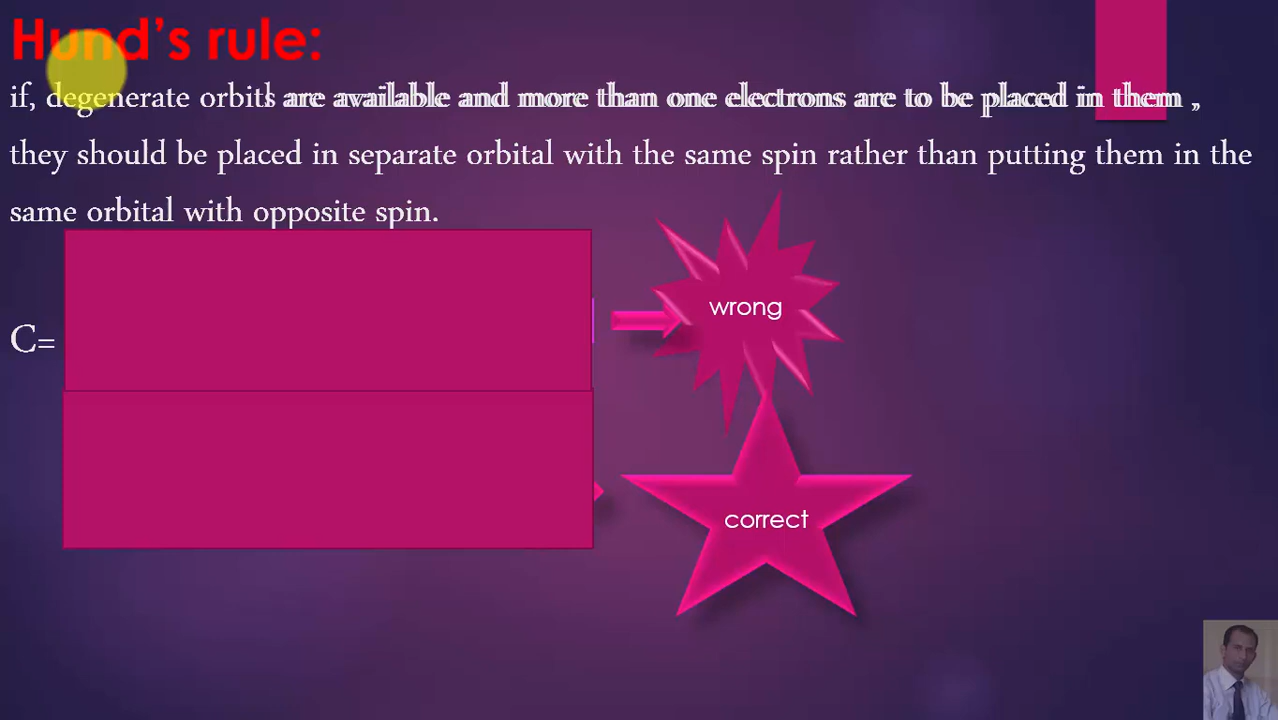 Hund's rule:
if, degenerate orbitls are available and more than one electrons are to be placed in them ,
they should be placed in separate orbital with the same spin rather than putting them in the
same orbital with opposite spin.
wrong
C=
correct